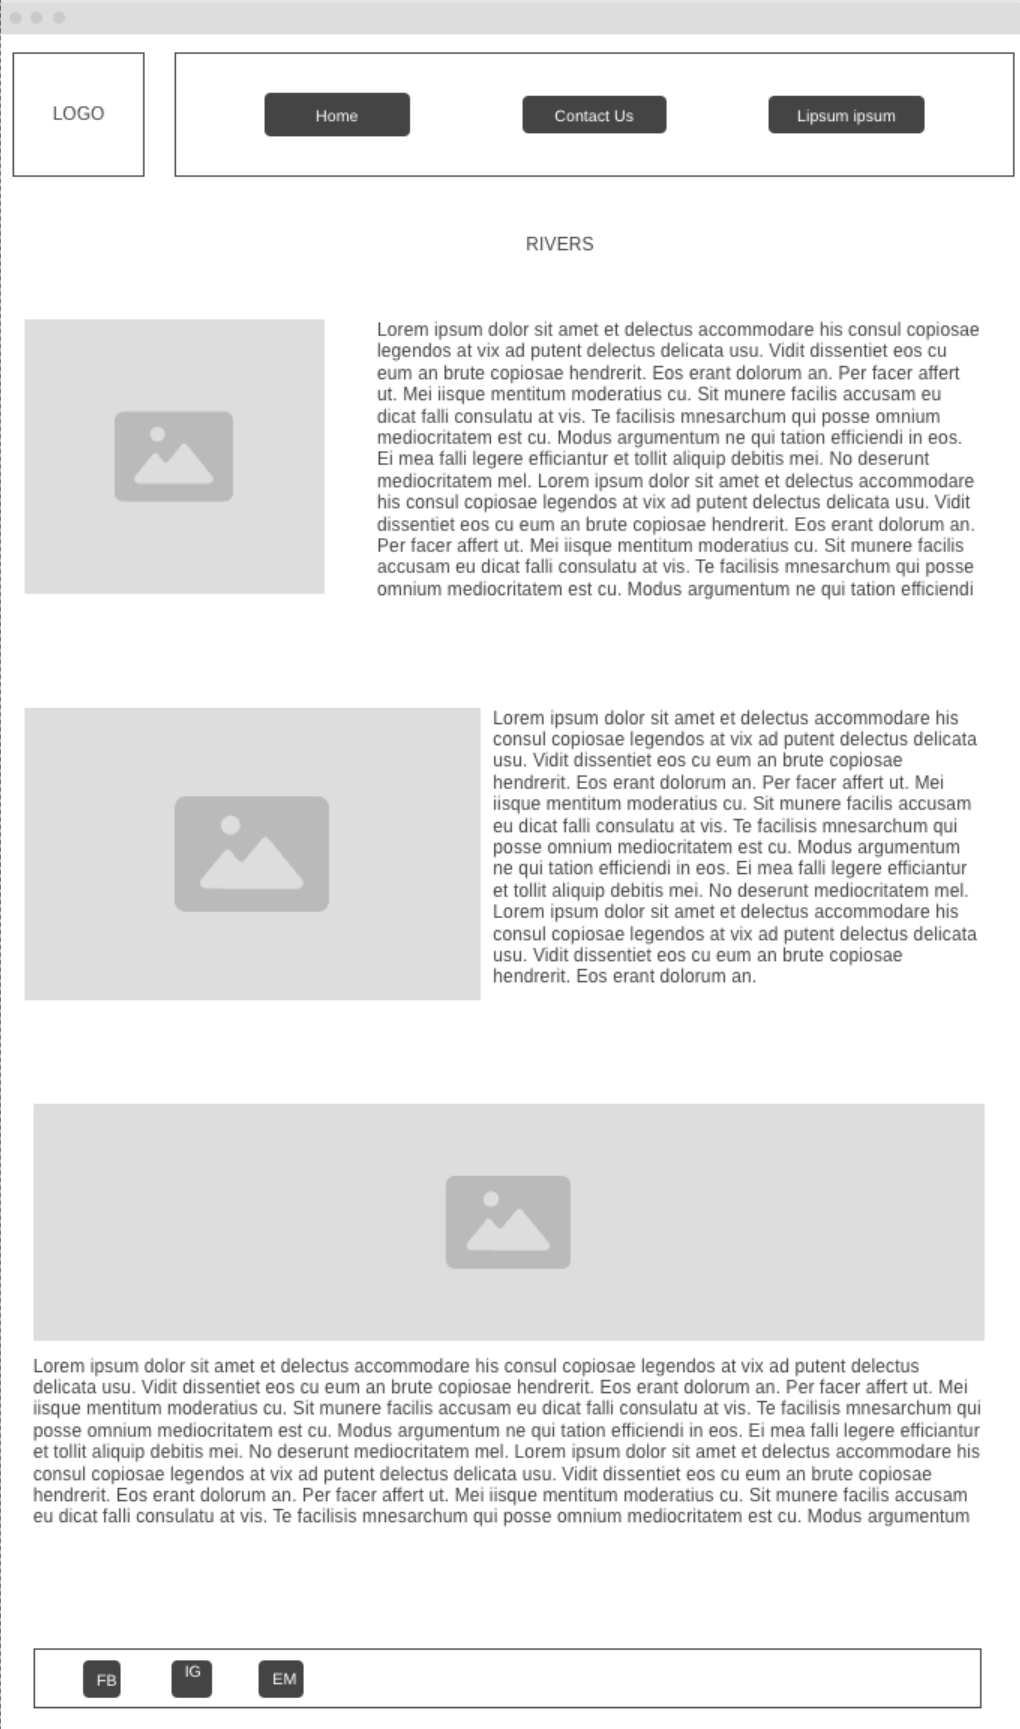 LOGO
Home
Contact Us
Lipsum ipsum
RIVERS
Lorem ipsum dolor sit amet et delectus accommodare his consul copiosae
legendos at vix ad putent delectus delicata usu. Vidit dissentiet eos cu
eum an brute copiosae hendrerit. Eos erant dolorum an. Per facer affert
ut. Mei iisque mentitum moderatius cu. Sit munere facilis accusam eu
dicat falli consulatu at vis. Te facilisis mnesarchum qui posse omnium
mediocritatem est cu. Modus argumentum ne qui tation efficiendi in eos.
Ei mea falli legere efficiantur et tollit aliquip debitis mei. No deserunt
mediocritatem mel. Lorem ipsum dolor sit amet et delectus accommodare
his consul copiosae legendos at vix ad putent delectus delicata usu. Vidit
dissentiet eos cu eum an brute copiosae hendrerit. Eos erant dolorum an.
Per facer affert ut. Mei iisque mentitum moderatius cu. Sit munere facilis
accusam eu dicat falli consulatu at vis. Te facilisis mnesarchum qui posse
omnium mediocritatem est cu. Modus argumentum ne qui tation efficiendi
Lorem ipsum dolor sit amet et delectus accommodare his
consul copiosae legendos at vix ad putent delectus delicata
usu. Vidit dissentiet eos cu eum an brute copiosae
hendrerit. Eos erant dolorum an. Per facer affert ut. Mei
iisque mentitum moderatius cu. Sit munere facilis accusam
eu dicat falli consulatu at vis. Te facilisis mnesarchum qui
posse omnium mediocritatem est cu. Modus argumentum
ne qui tation efficiendi in eos. Ei mea falli legere efficiantur
et tollit aliquip debitis mei. No deserunt mediocritatem mel.
Lorem ipsum dolor sit amet et delectus accommodare his
consul copiosae legendos at vix ad putent delectus delicata
usu. Vidit dissentiet eos cu eum an brute copiosae
hendrerit. Eos erant dolorum an.
Lorem ipsum dolor sit amet et delectus accommodare his consul copiosae legendos at vix ad putent delectus
delicata usu. Vidit dissentiet eos cu eum an brute copiosae hendrerit. Eos erant dolorum an. Per facer affert ut. Mei
iisque mentitum moderatius cu. Sit munere facilis accusam eu dicat falli consulatu at vis. Te facilisis mnesarchum qui
posse omnium mediocritatem est cu. Modus argumentum ne qui tation efficiendi in eos. Ei mea falli legere efficiantur
et tollit aliquip debitis mei. No deserunt mediocritatem mel. Lorem ipsum dolor sit amet et delectus accommodare his
consul copiosae legendos at vix ad putent delectus delicata usu. Vidit dissentiet eos cu eum an brute copiosae
hendrerit. Eos erant dolorum an. Per facer affert ut. Mei iisque mentitum moderatius cu. Sit munere facilis accusam
eu dicat falli consulatu at vis. Te facilisis mnesarchum qui posse omnium mediocritatem est cu. Modus argumentum
FB
IG
EM